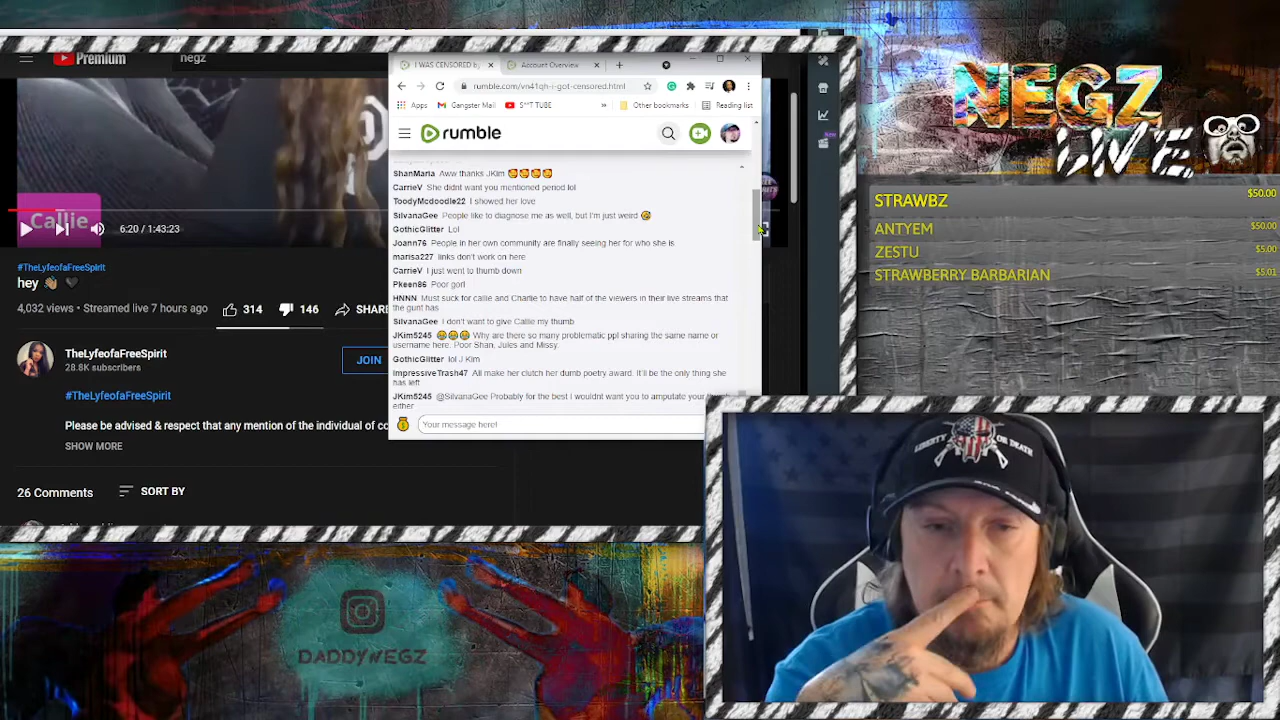 Premium
negz
Callie
6:20 / 1:43:23
#TheLyfeofaFreeSpirit
hey
4,032 views • Streamed live 7 hours ago
314
146
SHARE
TheLyfeofaFreeSpirit
28.8K subscribers
JOIN
#TheLyfeofaFreeSpirit
Please be advised & respect that any mention of the individual of
SHOW MORE
26 Comments
SORT BY
I WAS CENSORED
Account Overview
rumble.com/vn41qh-i-got-censored.html
Apps
Gangster Mail
S**T TUBE
»
Other bookmarks
Reading list
rumble
ShanMaria Aww thanks JKim
CarrieV She didnt want you mentioned period lol
ToodyMcdoodle22 I showed her love
SilvanaGee People like to diagnose me as well, but I'm just weird
GothicGlitter Lol
Joann76 People in her own community are finally seeing her for who she is
marisa227 links don't work on here
CarrieV I just went to thumb down
Pkeen86 Poor gorl
HNNN Must suck for callie and Charlie to have half of the viewers in their live streams that
the gunt has
SilvanaGee I don't want to give Callie my thumb
JKim5245 Why are there so many problematic ppl sharing the same name or
username here. Poor Shan, Jules and Missy.
GothicGlitter lol J Kim
ImpressiveTrash47 All make her clutch her dumb poetry award. It'll be the only thing she
has left
JKim5245 @SilvanaGee Probably for the best I wouldnt want you to amputate your
either
Your message here!
New
NEGZ
LIVE
STRAWBZ $50.00
ANTYEM $50.00
ZESTU $5.00
STRAWBERRY BARBARIAN $5.01
LIBERTY OR DEATH
DADDYNEGZ